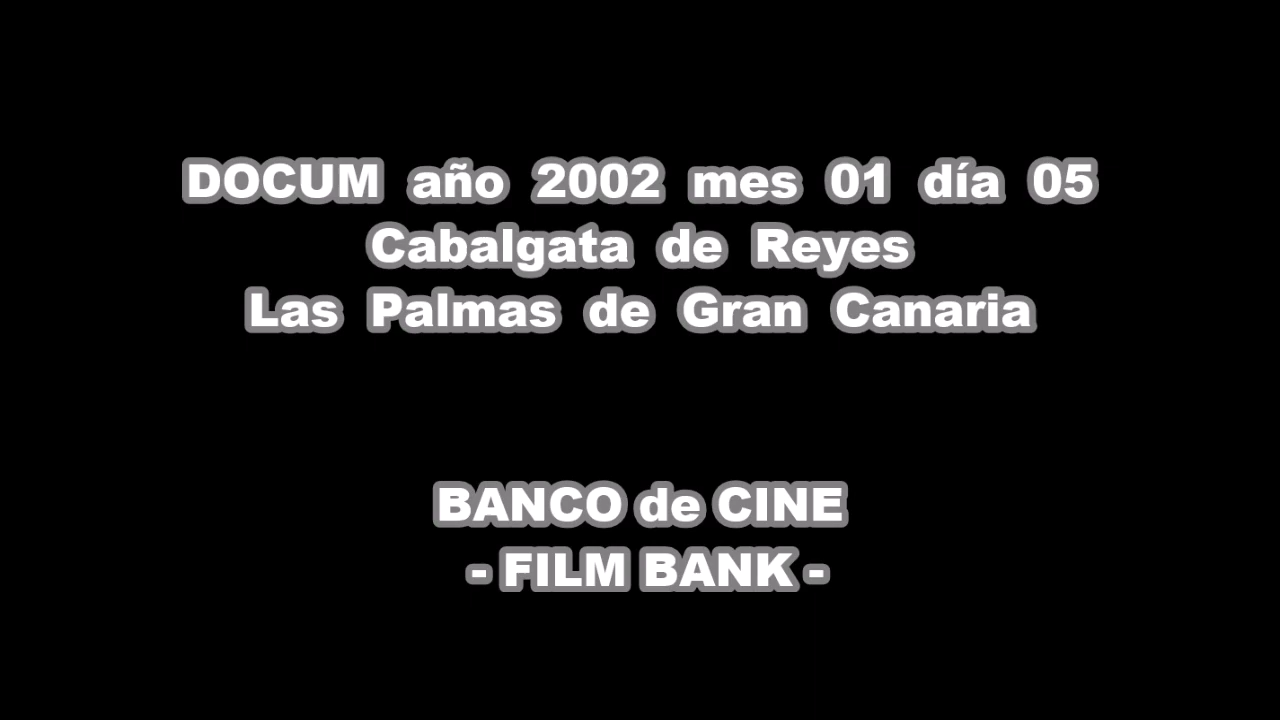 DOCUM año 2002 mes 01 día 05
Cabalgata de Reyes
Las Palmas de Gran Canaria
BANCO de CINE
- FILM BANK -